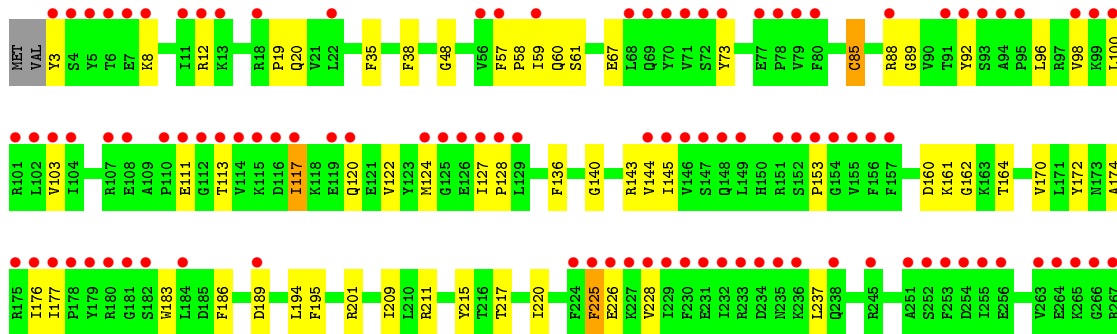 MET VAL Y3 S4 Y5 T6 E7 K8 I11 R12 K13 R18 P19 Q20 V21 L22 F35 F38 G48 V56 F57 P58 I59 Q60 S61 E67 L68 Q69 Y70 V71 S72 Y73 E77 P78 V79 F80 C85 R88 G89 V90 T91 Y92 S93 A94 P95 L96 R97 V98 K99 L100
R101 L102 V103 I104 R107 E108 A109 P110 E111 G112 T113 V114 K115 D116 I117 K118 E119 Q120 E121 V122 Y123 M124 G125 E126 I127 P128 L129 F136 G140 R143 V144 I145 V146 S147 Q148 L149 H150 R151 S152 P153 G154 V155 F156 F157 D160 K161 G162 K163 T164 V170 L171 Y172 N173 A174
R175 I176 I177 P178 Y179 R180 G181 S182 W183 L184 D185 F186 D189 L194 F195 R201 I209 L210 R211 Y215 T216 T217 I220 F224 F225 E226 K227 V228 I229 F230 E231 I232 R233 D234 N235 K236 L237 Q238 R245 A251 S252 F253 D254 I255 E256 V263 E264 K265 G266 R267